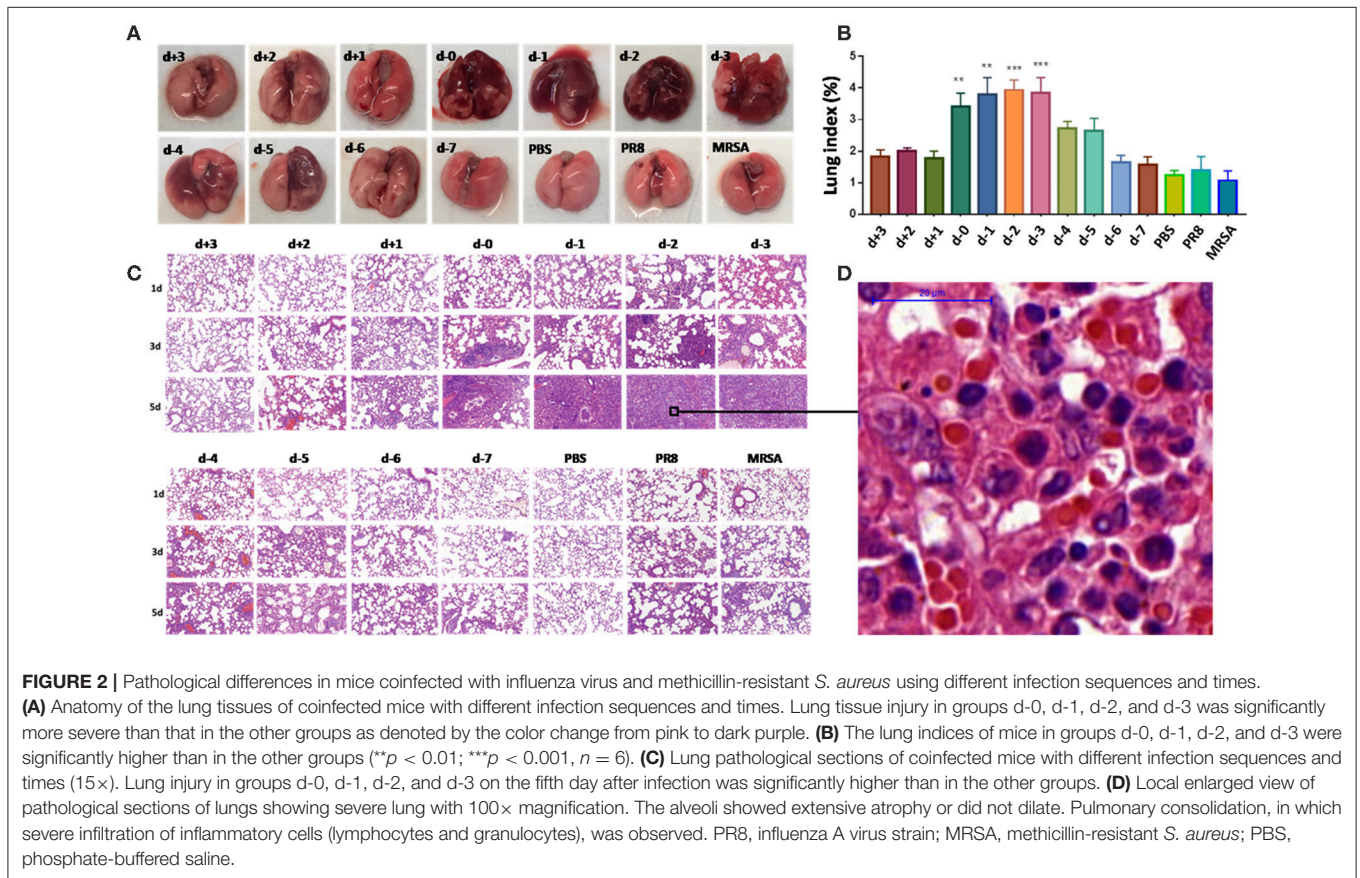 A
d+3 d+2 d+1 d-0 d-1 d-2 d-3
d-4 d-5 d-6 d-7 PBS PR8 MRSA
B
Lung index (%)
5
4
3
2
1
0
** ** *** ***
d+3 d+2 d+1 d-0 d-1 d-2 d-3 d-4 d-5 d-6 d-7 PBS PR8 MRSA
C
d+3 d+2 d+1 d-0 d-1 d-2 d-3
1d
3d
5d
d-4 d-5 d-6 d-7 PBS PR8 MRSA
1d
3d
5d
D
20 μm
FIGURE 2 | Pathological differences in mice coinfected with influenza virus and methicillin-resistant S. aureus using different infection sequences and times.
(A) Anatomy of the lung tissues of coinfected mice with different infection sequences and times. Lung tissue injury in groups d-0, d-1, d-2, and d-3 was significantly
more severe than that in the other groups as denoted by the color change from pink to dark purple. (B) The lung indices of mice in groups d-0, d-1, d-2, and d-3 were
significantly higher than in the other groups (**p < 0.01; ***p < 0.001, n = 6). (C) Lung pathological sections of coinfected mice with different infection sequences and
times (15×). Lung injury in groups d-0, d-1, d-2, and d-3 on the fifth day after infection was significantly higher than in the other groups. (D) Local enlarged view of
pathological sections of lungs showing severe lung with 100× magnification. The alveoli showed extensive atrophy or did not dilate. Pulmonary consolidation, in which
severe infiltration of inflammatory cells (lymphocytes and granulocytes), was observed. PR8, influenza A virus strain; MRSA, methicillin-resistant S. aureus; PBS,
phosphate-buffered saline.